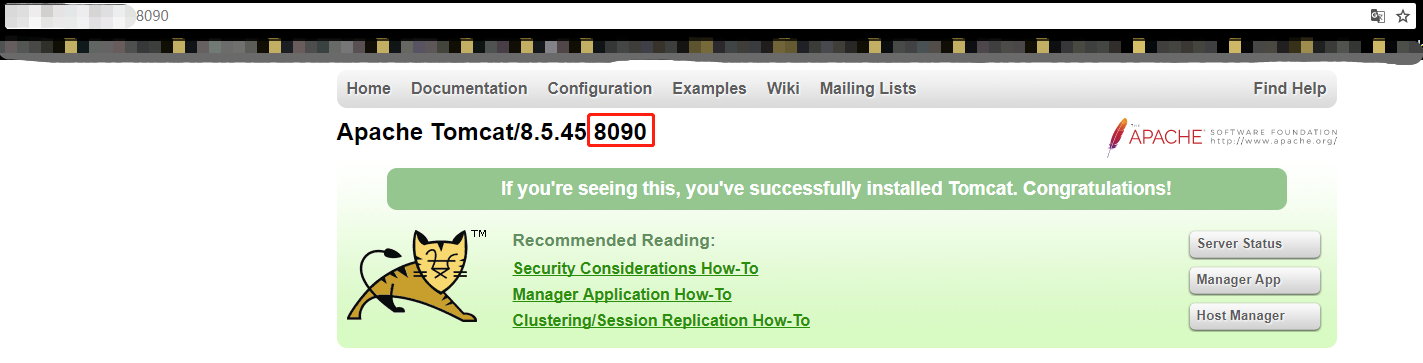 8090
Home Documentation Configuration Examples Wiki Mailing Lists Find Help
Apache Tomcat/8.5.45 8090
THE
APACHE® SOFTWARE FOUNDATION
http://www.apache.org/
If you're seeing this, you've successfully installed Tomcat. Congratulations!
TM
Recommended Reading:
Security Considerations How-To
Manager Application How-To
Clustering/Session Replication How-To
Server Status
Manager App
Host Manager